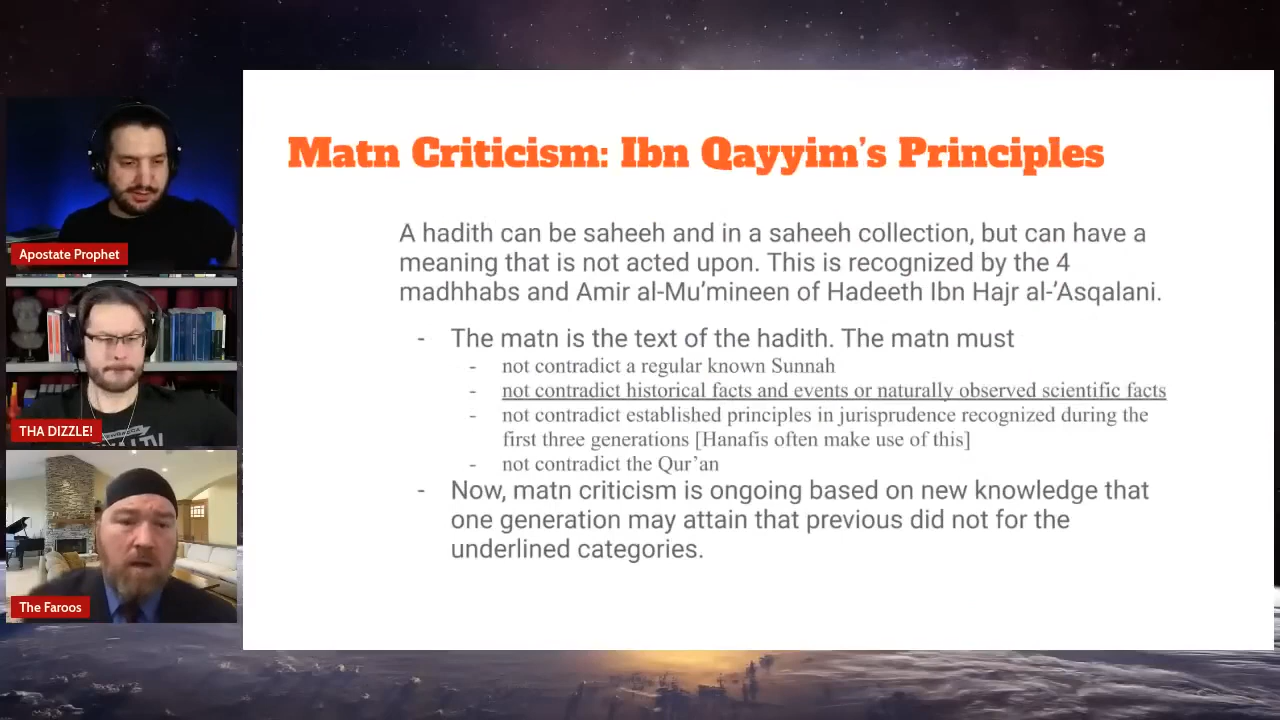 Matn Criticism: Ibn Qayyim's Principles
A hadith can be saheeh and in a saheeh collection, but can have a
meaning that is not acted upon. This is recognized by the 4
madhhabs and Amir al-Mu'mineen of Hadeeth Ibn Hajr al-'Asqalani.
- The matn is the text of the hadith. The matn must
- not contradict a regular known Sunnah
- not contradict historical facts and events or naturally observed scientific facts
- not contradict established principles in jurisprudence recognized during the
first three generations [Hanafis often make use of this]
- not contradict the Qur'an
- Now, matn criticism is ongoing based on new knowledge that
one generation may attain that previous did not for the
underlined categories.
Apostate Prophet
THA DIZZLE!
The Faroos